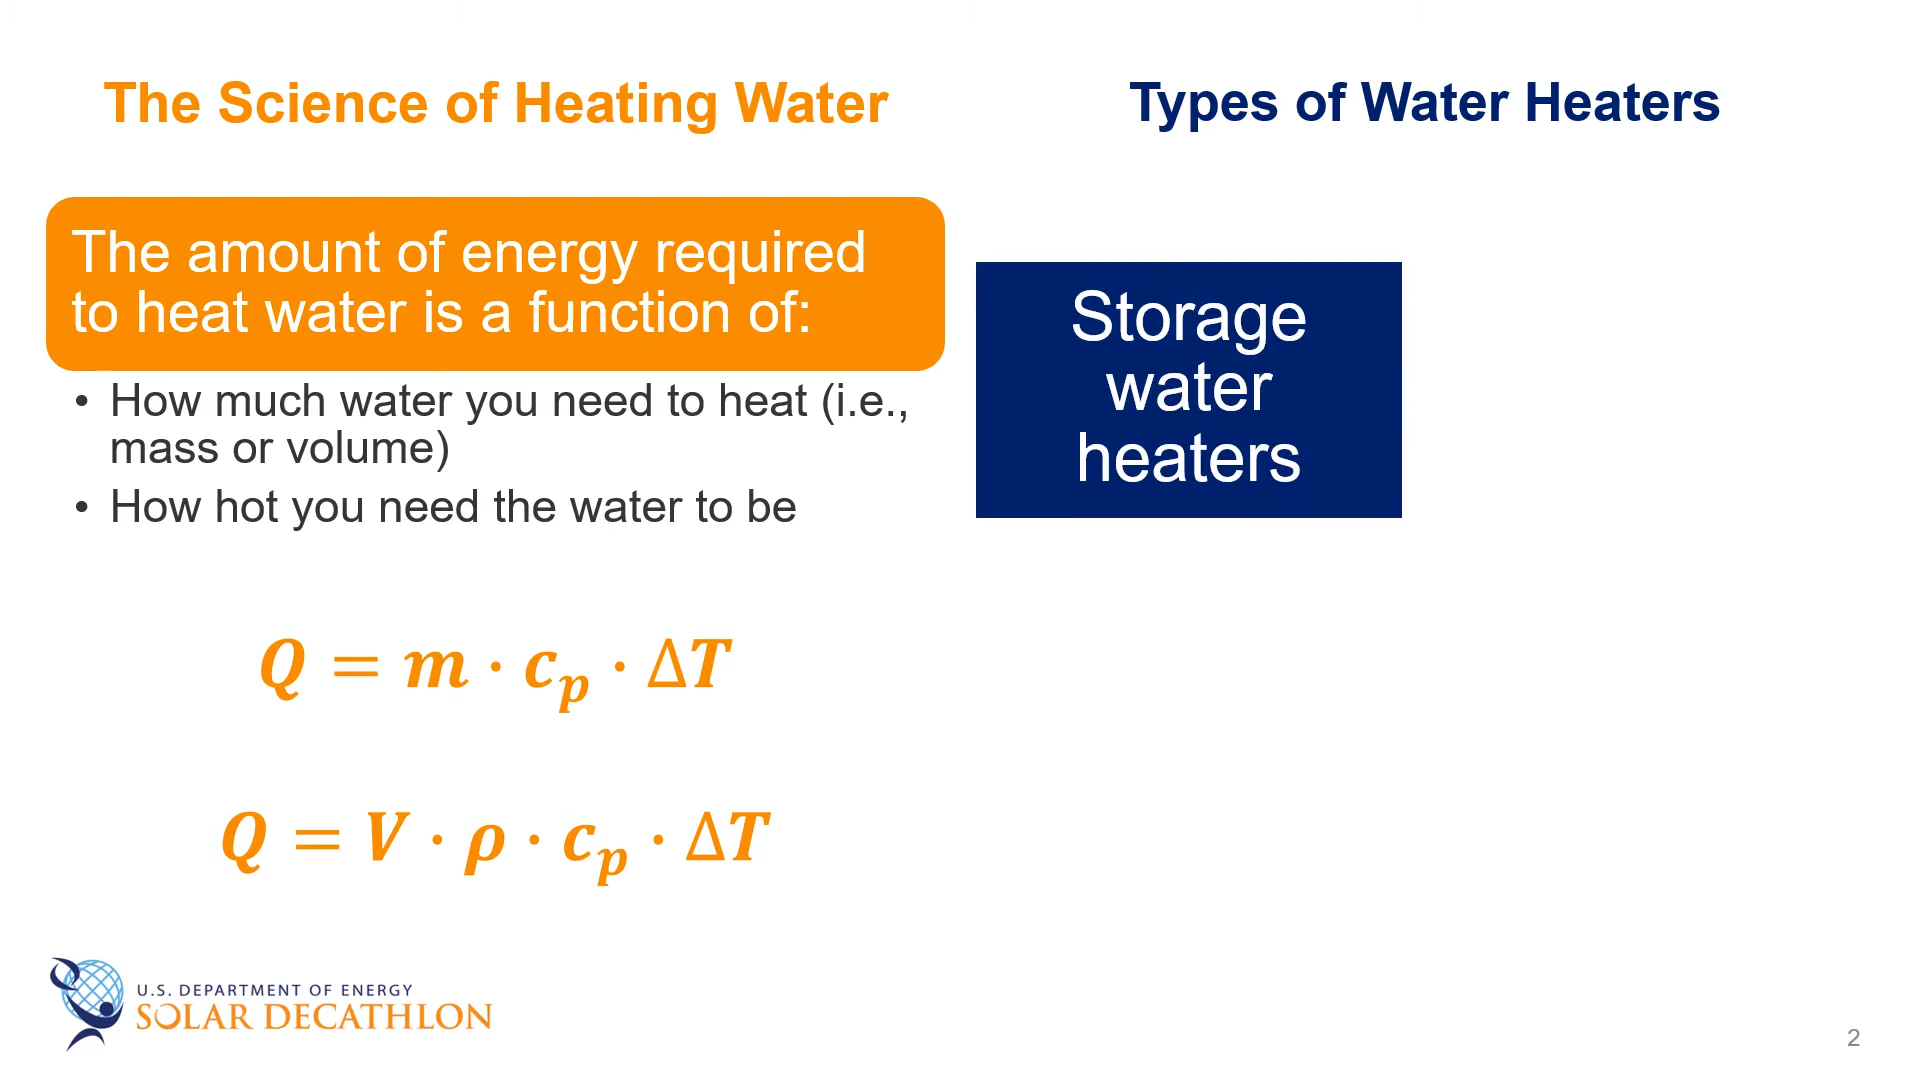 The Science of Heating Water
The amount of energy required
to heat water is a function of:
• How much water you need to heat (i.e.,
mass or volume)
• How hot you need the water to be
Q = m · c_p · ΔT
Q = V · ρ · c_p · ΔT
Types of Water Heaters
Storage
water
heaters
U.S. DEPARTMENT OF ENERGY
SOLAR DECATHLON
2